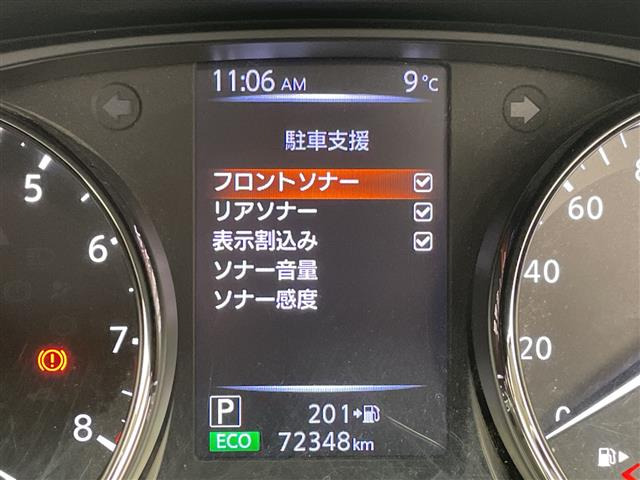 11:06 AM 9℃
駐車支援
フロントソナー
リアソナー
表示割込み
ソナー音量
ソナー感度
P 201
ECO 72348km
5
6
7
8
60
40
20
0